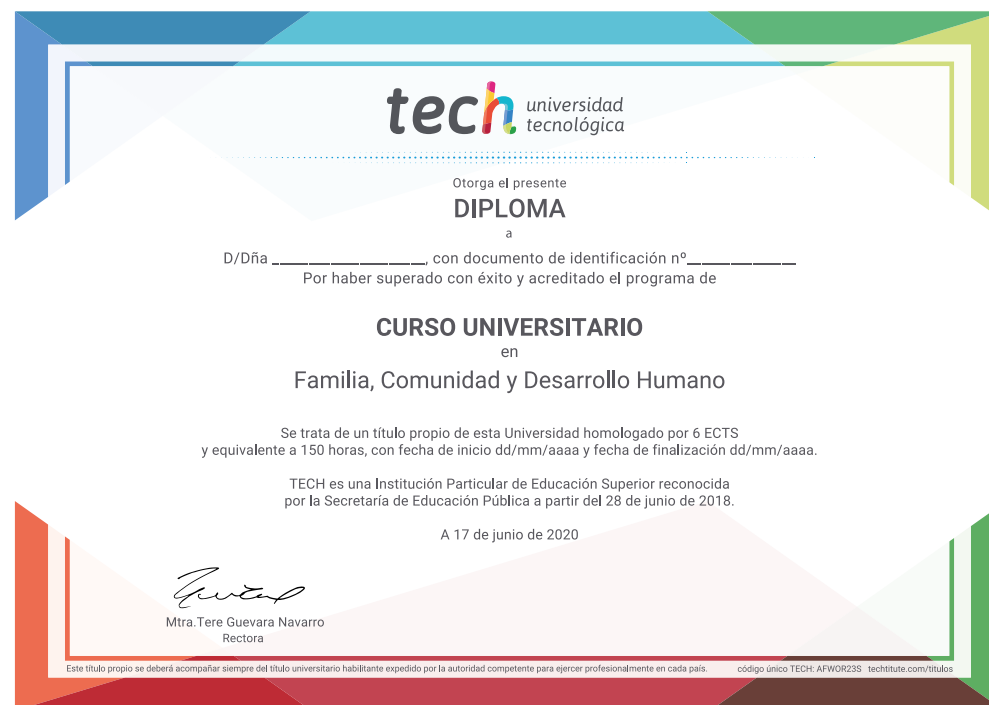 tech universidad
tecnológica
Otorga el presente
DIPLOMA
a
D/Dña ____________________, con documento de identificación nº______________
Por haber superado con éxito y acreditado el programa de
CURSO UNIVERSITARIO
en
Familia, Comunidad y Desarrollo Humano
Se trata de un título propio de esta Universidad homologado por 6 ECTS
y equivalente a 150 horas, con fecha de inicio dd/mm/aaaa y fecha de finalización dd/mm/aaaa.
TECH es una Institución Particular de Educación Superior reconocida
por la Secretaría de Educación Pública a partir del 28 de junio de 2018.
A 17 de junio de 2020
Mtra.Tere Guevara Navarro
Rectora
Este título propio se deberá acompañar siempre del título universitario habilitante expedido por la autoridad competente para ejercer profesionalmente en cada país. código único TECH: AFWOR23S techtitute.com/titulos